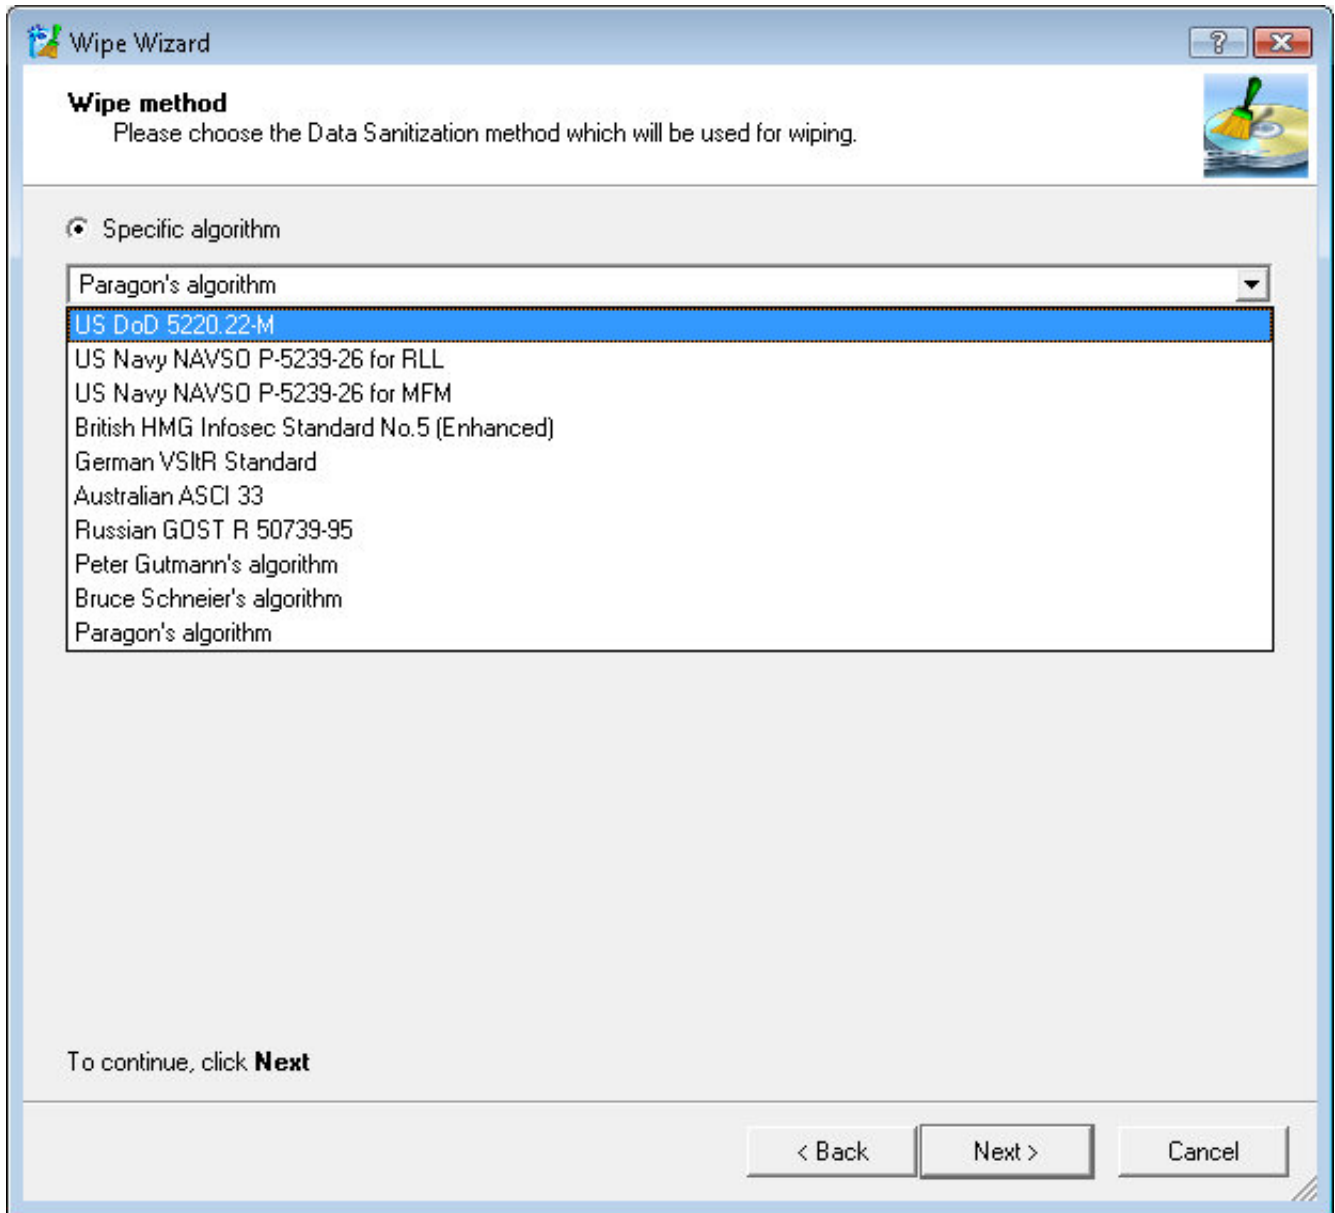 Wipe Wizard
?
Wipe method
Please choose the Data Sanitization method which will be used for wiping.
Specific algorithm
Paragon's algorithm
US DoD 5220.22-M
US Navy NAVSO P-5239-26 for RLL
US Navy NAVSO P-5239-26 for MFM
British HMG Infosec Standard No.5 (Enhanced)
German VSItR Standard
Australian ASCI 33
Russian GOST R 50739-95
Peter Gutmann's algorithm
Bruce Schneier's algorithm
Paragon's algorithm
To continue, click Next
< Back Next > Cancel